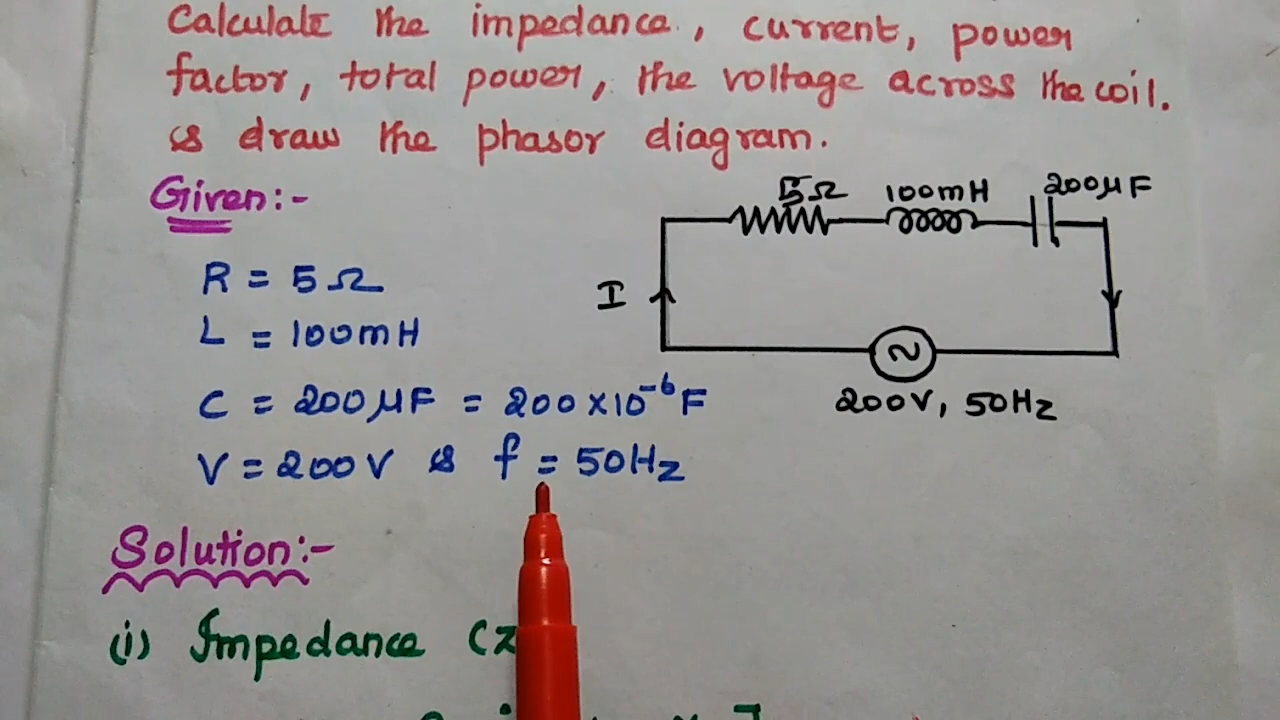 Calculate the impedance, current, power
factor, total power, the voltage across the coil.
& draw the phasor diagram.
Given:-
5Ω 100mH 200μF
R = 5Ω
I
L = 100mH
C = 200μF = 200×10⁻⁶F
200V, 50Hz
V = 200V & f = 50Hz
Solution:-
(i) Impedance (Z